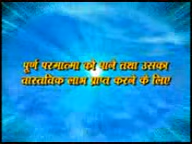 पूर्ण परमात्मा को पाने तथा उसका
वास्तविक लाभ प्राप्त करने के लिए